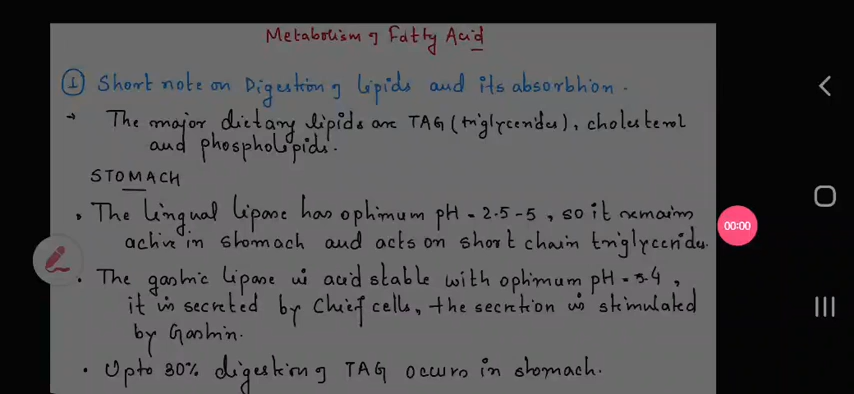 Metabolism of Fatty Acid
① Short note on Digestion of lipids and its absorbhion.
→ The major dietary lipids are TAG (triglycerides), cholesterol
and phospholipids.
STOMACH
• The lingual lipase has optimum pH - 2.5-5, so it remains
00:00
active in stomach and acts on short chain triglycerides.
• The gastric lipase is acid stable with optimum pH -
it is secreted by Chief cells, the secretion is stimulated
by Gastrin.
• Upto 30% digestion of TAG occurs in stomach.